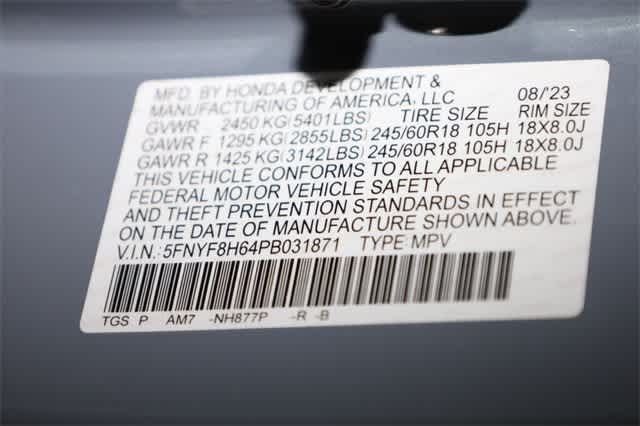 MFD. BY HONDA DEVELOPMENT &
MANUFACTURING OF AMERICA, LLC 08/'23
GVWR 2450 KG(5401LBS) TIRE SIZE RIM SIZE
GAWR F 1295 KG(2855LBS) 245/60R18 105H 18X8.0J
GAWR R 1425 KG(3142LBS) 245/60R18 105H 18X8.0J
THIS VEHICLE CONFORMS TO ALL APPLICABLE
FEDERAL MOTOR VEHICLE SAFETY
AND THEFT PREVENTION STANDARDS IN EFFECT
ON THE DATE OF MANUFACTURE SHOWN ABOVE.
V.I.N.: 5FNYF8H64PB031871 TYPE: MPV
TGS P AM7 -NH877P -R -B